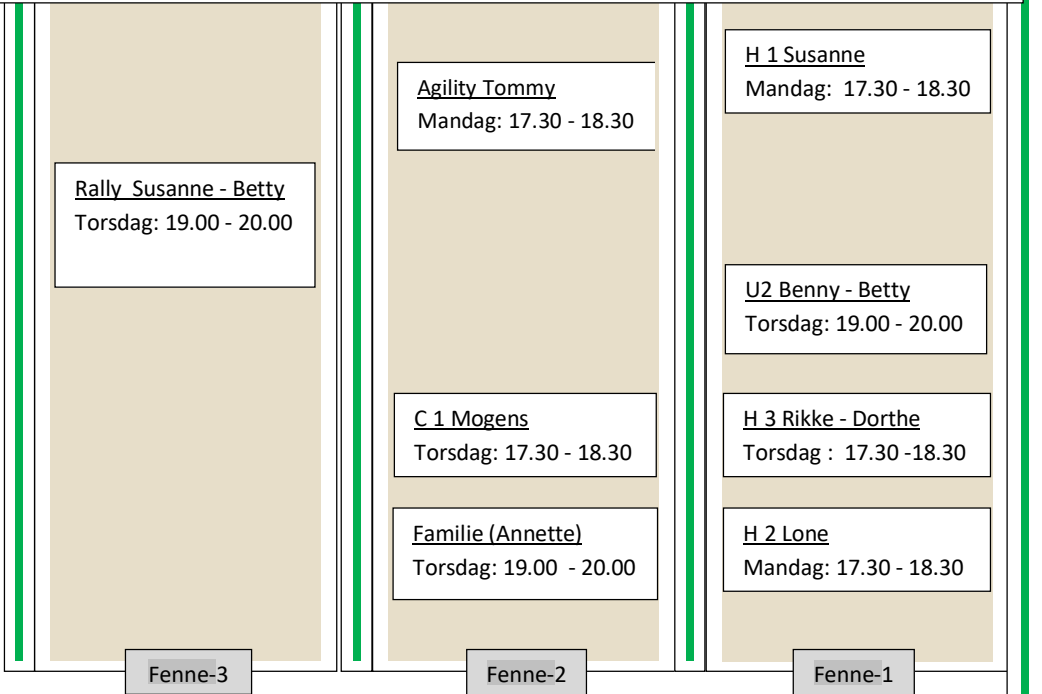 Rally Susanne - Betty
Torsdag: 19.00 - 20.00
Fenne-3
Agility Tommy
Mandag: 17.30 - 18.30
C 1 Mogens
Torsdag: 17.30 - 18.30
Familie (Annette)
Torsdag: 19.00 - 20.00
Fenne-2
H 1 Susanne
Mandag: 17.30 - 18.30
U2 Benny - Betty
Torsdag: 19.00 - 20.00
H 3 Rikke - Dorthe
Torsdag : 17.30 -18.30
H 2 Lone
Mandag: 17.30 - 18.30
Fenne-1